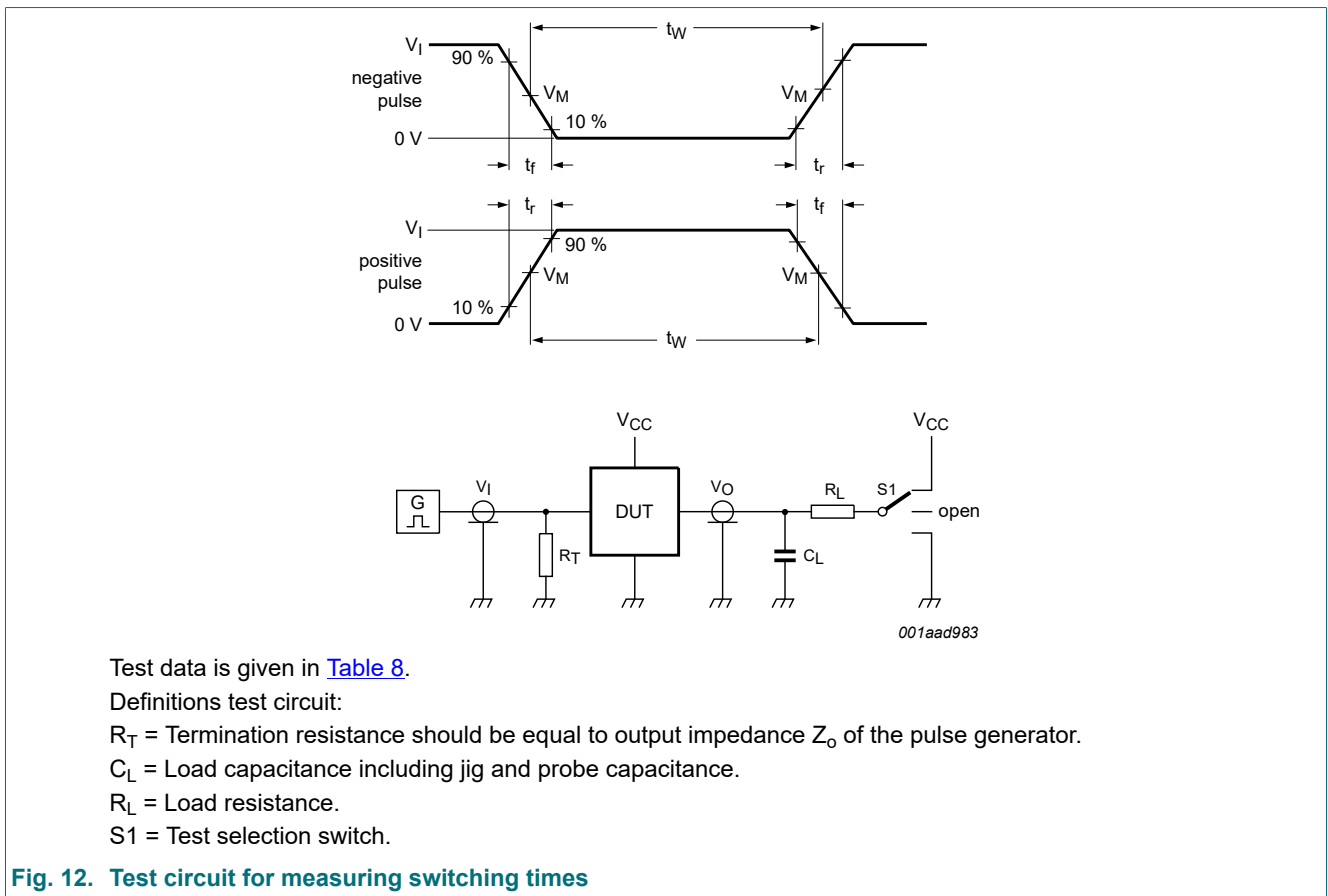 tW
VI
90 %
negative
pulse
VM
VM
10 %
0 V
tf
tr
tr
tf
VI
90 %
positive
pulse
VM
VM
10 %
0 V
tW
VCC
VCC
G
VI
DUT
VO
RL
S1
open
RT
CL
001aad983
Test data is given in Table 8.
Definitions test circuit:
RT = Termination resistance should be equal to output impedance Zo of the pulse generator.
CL = Load capacitance including jig and probe capacitance.
RL = Load resistance.
S1 = Test selection switch.
Fig. 12. Test circuit for measuring switching times